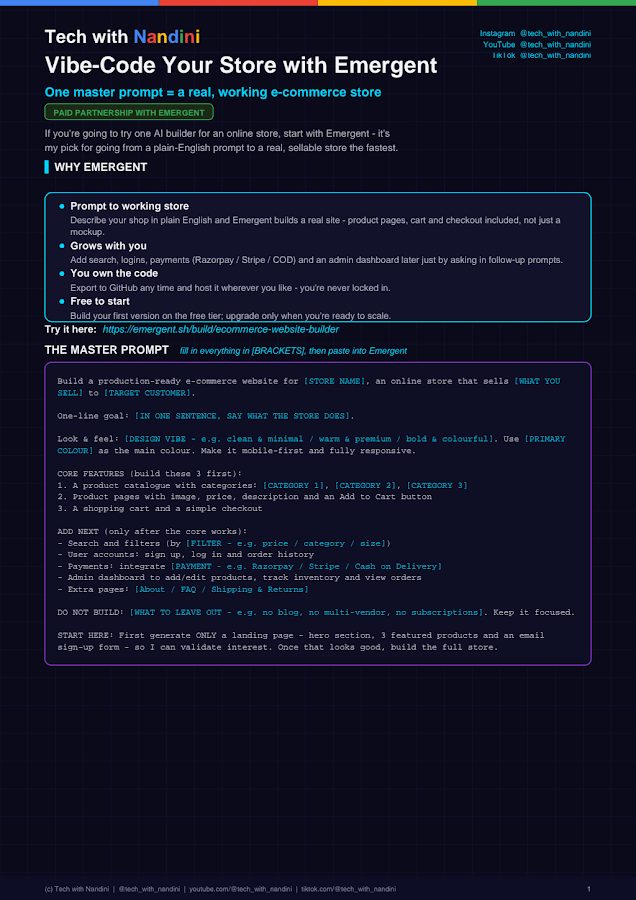 Tech with Nandini
Instagram @tech_with_nandini
YouTube @tech_with_nandini
TikTok @tech_with_nandini
Vibe-Code Your Store with Emergent
One master prompt = a real, working e-commerce store
PAID PARTNERSHIP WITH EMERGENT
If you're going to try one AI builder for an online store, start with Emergent - it's
my pick for going from a plain-English prompt to a real, sellable store the fastest.
WHY EMERGENT
Prompt to working store
Describe your shop in plain English and Emergent builds a real site - product pages, cart and checkout included, not just a
mockup.
Grows with you
Add search, logins, payments (Razorpay / Stripe / COD) and an admin dashboard later just by asking in follow-up prompts.
You own the code
Export to GitHub any time and host it wherever you like - you're never locked in.
Free to start
Build your first version on the free tier; upgrade only when you're ready to scale.
Try it here: https://emergent.sh/build/ecommerce-website-builder
THE MASTER PROMPT fill in everything in [BRACKETS], then paste into Emergent
Build a production-ready e-commerce website for [STORE NAME], an online store that sells [WHAT YOU
SELL] to [TARGET CUSTOMER].
One-line goal: [IN ONE SENTENCE, SAY WHAT THE STORE DOES].
Look & feel: [DESIGN VIBE - e.g. clean & minimal / warm & premium / bold & colourful]. Use [PRIMARY
COLOUR] as the main colour. Make it mobile-first and fully responsive.
CORE FEATURES (build these 3 first):
1. A product catalogue with categories: [CATEGORY 1], [CATEGORY 2], [CATEGORY 3]
2. Product pages with image, price, description and an Add to Cart button
3. A shopping cart and a simple checkout
ADD NEXT (only after the core works):
- Search and filters (by [FILTER - e.g. price / category / size])
- User accounts: sign up, log in and order history
- Payments: integrate [PAYMENT - e.g. Razorpay / Stripe / Cash on Delivery]
- Admin dashboard to add/edit products, track inventory and view orders
- Extra pages: [About / FAQ / Shipping & Returns]
DO NOT BUILD: [WHAT TO LEAVE OUT - e.g. no blog, no multi-vendor, no subscriptions]. Keep it focused.
START HERE: First generate ONLY a landing page - hero section, 3 featured products and an email
sign-up form - so I can validate interest. Once that looks good, build the full store.
(c) Tech with Nandini | @tech_with_nandini | youtube.com/@tech_with_nandini | tiktok.com/@tech_with_nandini
1